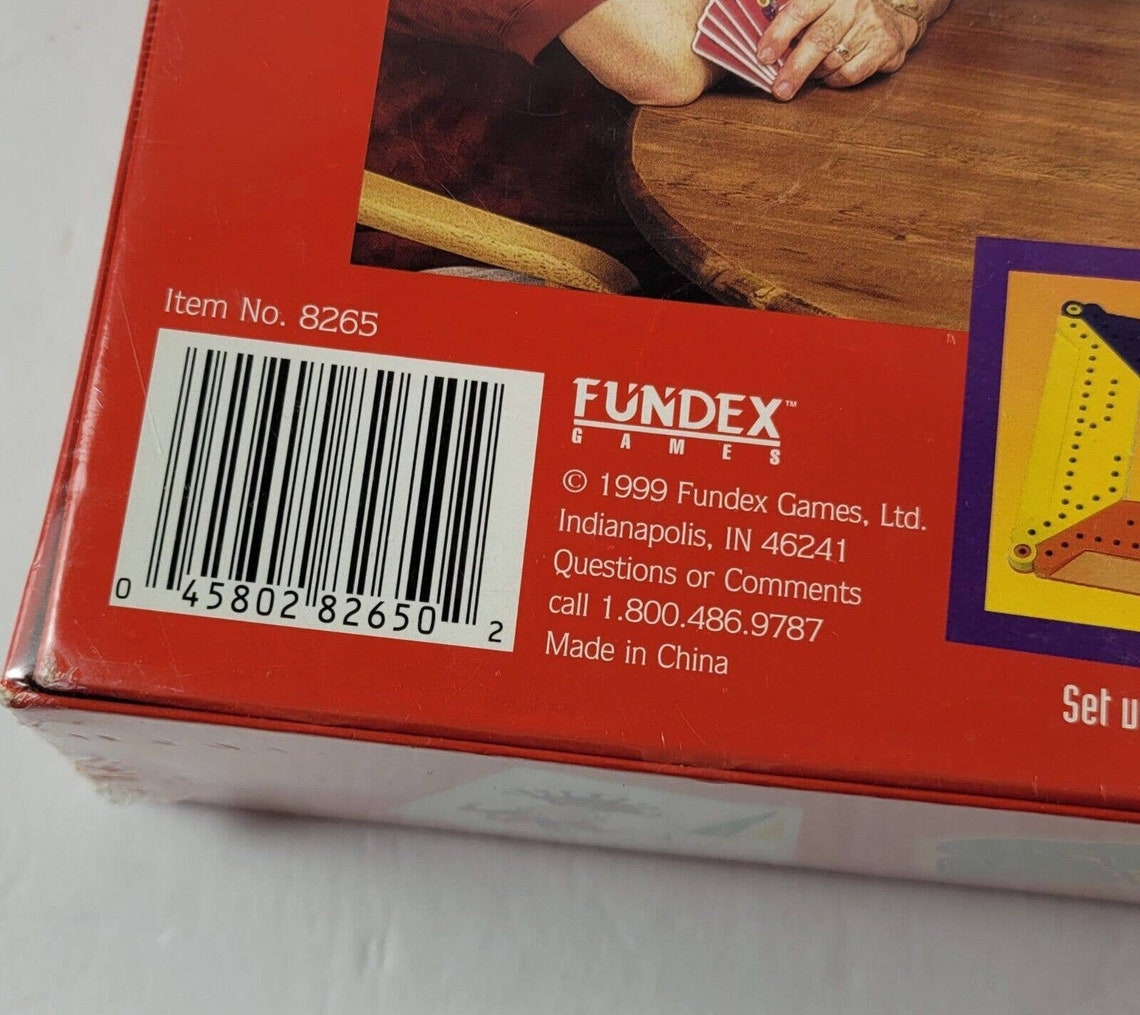 Item No. 8265
0 45802 82650 2
FUNDEX™
GAMES
© 1999 Fundex Games, Ltd.
Indianapolis, IN 46241
Questions or Comments
call 1.800.486.9787
Made in China
Set u